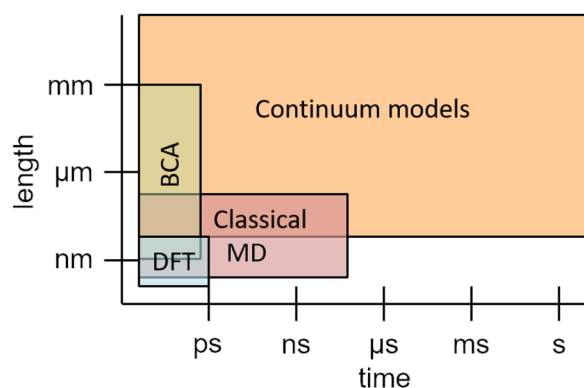 mm
Continuum models
BCA
µm
length
Classical
MD
DFT
nm
ps
ns
µs
ms
s
time